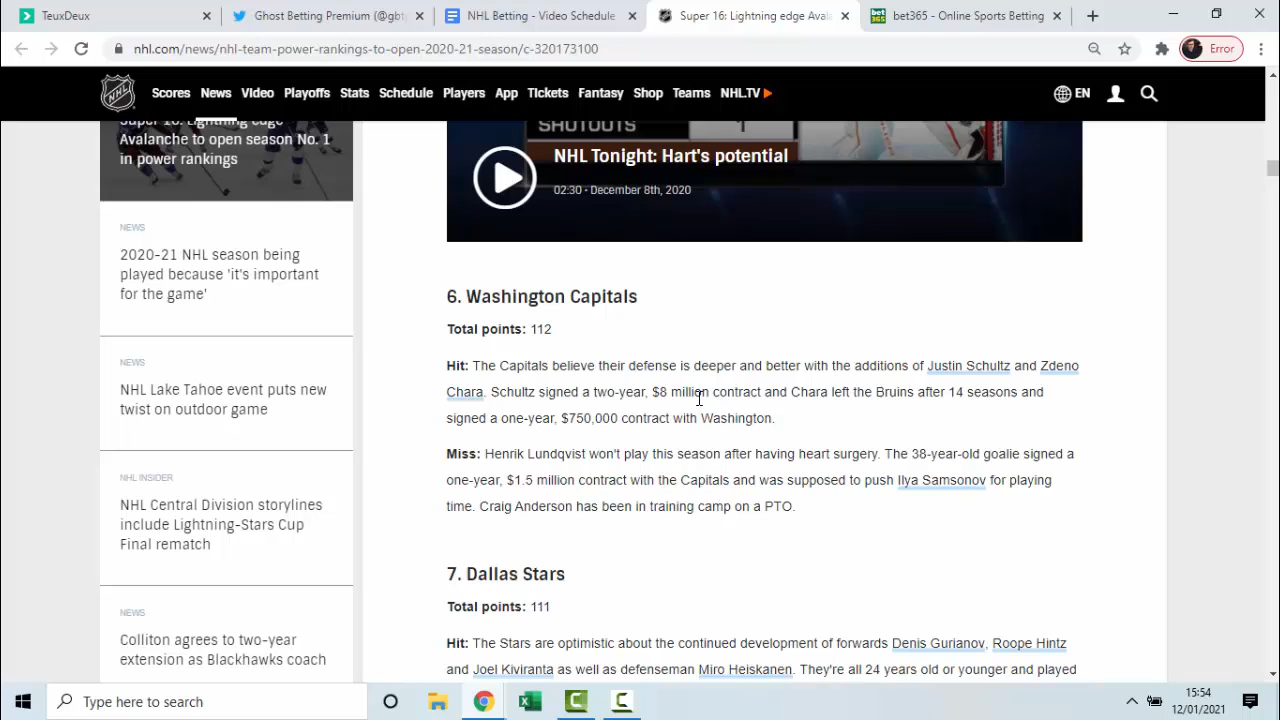 TeuxDeux
Ghost Betting Premium (@gb
NHL Betting - Video Schedule
Super 16: Lightning edge Avala
bet365 - Online Sports Betting
nhl.com/news/nhl-team-power-rankings-to-open-2020-21-season/c-320173100
Error
Scores News Video Playoffs Stats Schedule Players App Tickets Fantasy Shop Teams NHL.TV
EN
Super 16: Lightning edge
Avalanche to open season No. 1
in power rankings
NEWS
2020-21 NHL season being
played because 'it's important
for the game'
NEWS
NHL Lake Tahoe event puts new
twist on outdoor game
NHL INSIDER
NHL Central Division storylines
include Lightning-Stars Cup
Final rematch
NEWS
Colliton agrees to two-year
extension as Blackhawks coach
SHUTOUTS 1
NHL Tonight: Hart's potential
02:30 · December 8th, 2020
6. Washington Capitals
Total points: 112
Hit: The Capitals believe their defense is deeper and better with the additions of Justin Schultz and Zdeno
Chara. Schultz signed a two-year, $8 million contract and Chara left the Bruins after 14 seasons and
signed a one-year, $750,000 contract with Washington.
Miss: Henrik Lundqvist won't play this season after having heart surgery. The 38-year-old goalie signed a
one-year, $1.5 million contract with the Capitals and was supposed to push Ilya Samsonov for playing
time. Craig Anderson has been in training camp on a PTO.
7. Dallas Stars
Total points: 111
Hit: The Stars are optimistic about the continued development of forwards Denis Gurianov, Roope Hintz
and Joel Kiviranta as well as defenseman Miro Heiskanen. They're all 24 years old or younger and played
Type here to search
15:54
12/01/2021